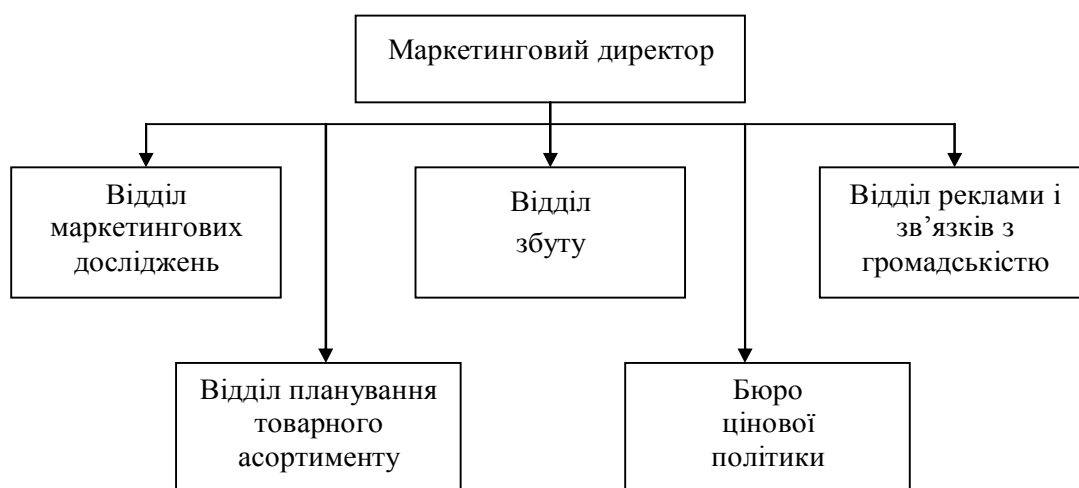 Маркетинговий директор
Відділ
маркетингових
досліджень
Відділ
збуту
Відділ реклами і
зв’язків з
громадськістю
Відділ планування
товарного
асортименту
Бюро
цінової
політики